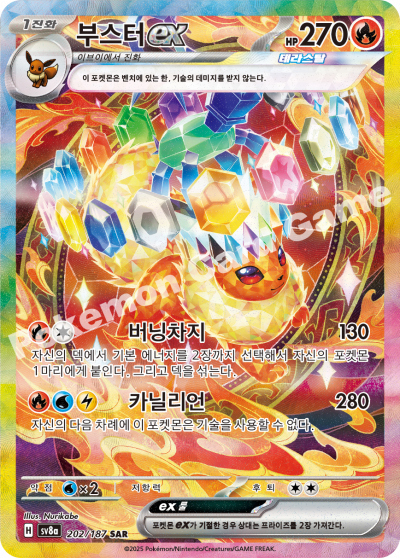 1진화
부스터ex
HP 270
이브이에서 진화
테라스탈
이 포켓몬은 벤치에 있는 한, 기술의 데미지를 받지 않는다.
Pokémon Card Game
버닝차지 130
자신의 덱에서 기본 에너지를 2장까지 선택해서 자신의 포켓몬
1마리에게 붙인다. 그리고 덱을 섞는다.
카닐리언 280
자신의 다음 차례에 이 포켓몬은 기술을 사용할 수 없다.
약점 ×2 저항력 후퇴
ex룰
포켓몬 ex가 기절한 경우 상대는 프라이즈를 2장 가져간다.
Illus. Nurikabe
H sv8a 202/187 SAR
©2025 Pokémon/Nintendo/Creatures/GAME FREAK.